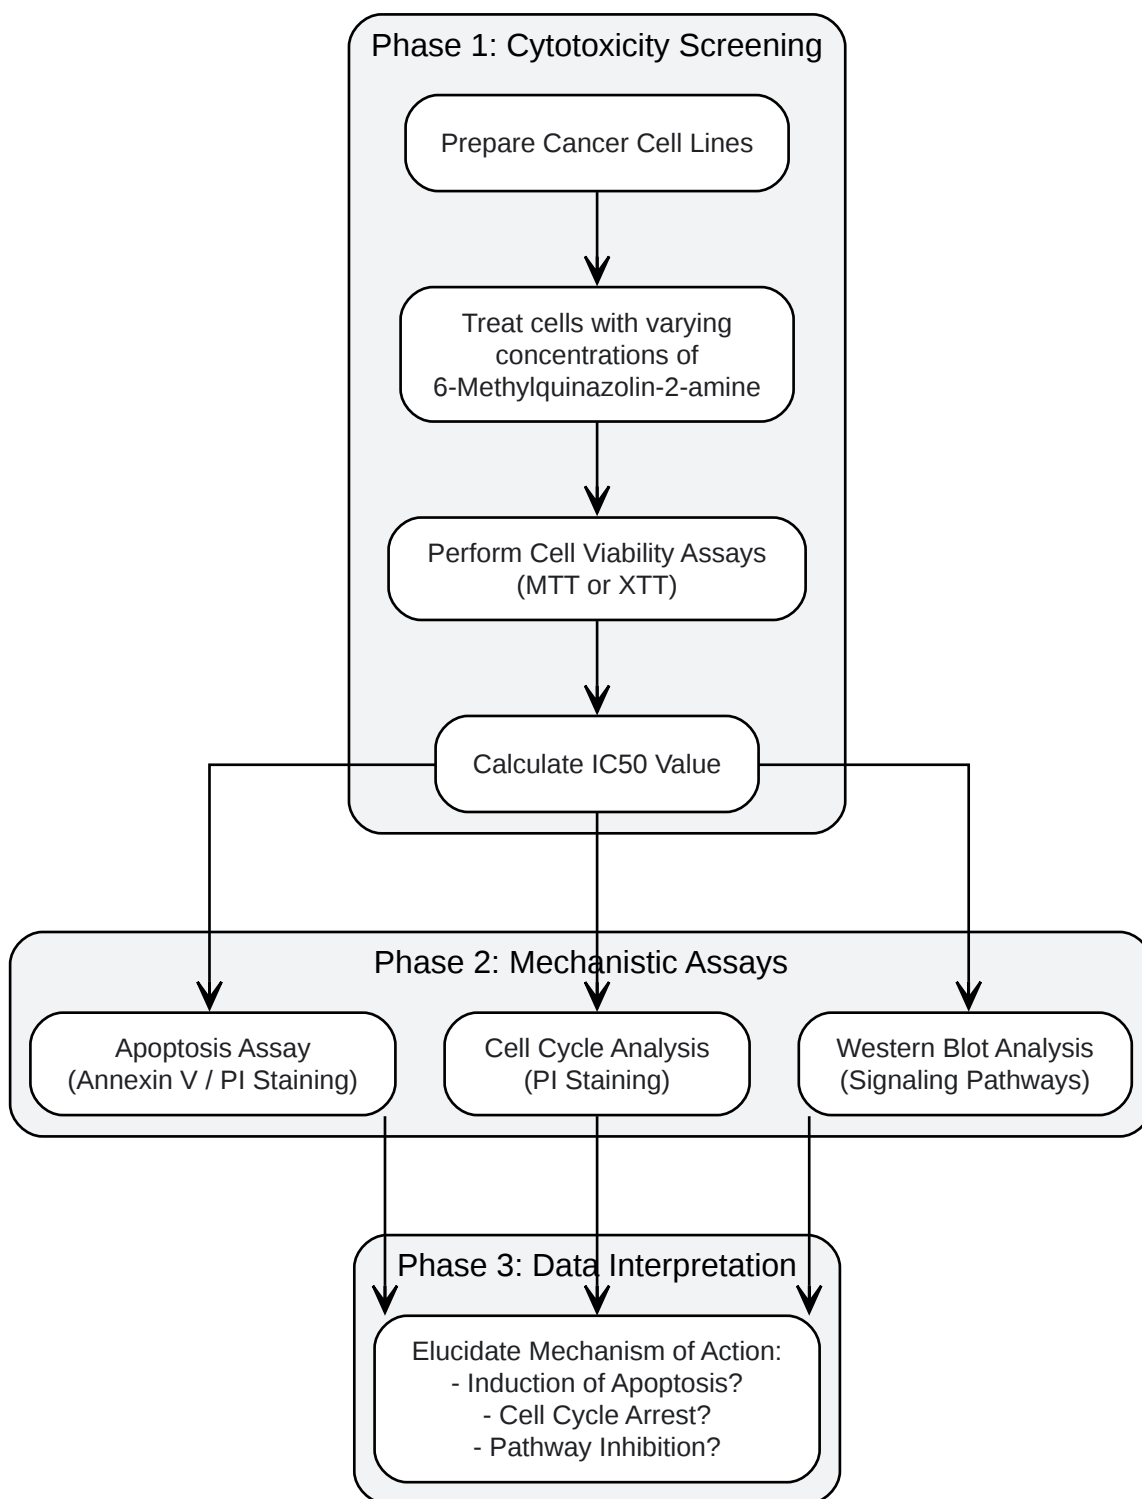 Phase 1: Cytotoxicity Screening
Prepare Cancer Cell Lines
Treat cells with varying
concentrations of
6-Methylquinazolin-2-amine
Perform Cell Viability Assays
(MTT or XTT)
Calculate IC50 Value
Phase 2: Mechanistic Assays
Apoptosis Assay
(Annexin V / PI Staining)
Cell Cycle Analysis
(PI Staining)
Western Blot Analysis
(Signaling Pathways)
Phase 3: Data Interpretation
Elucidate Mechanism of Action:
- Induction of Apoptosis?
- Cell Cycle Arrest?
- Pathway Inhibition?